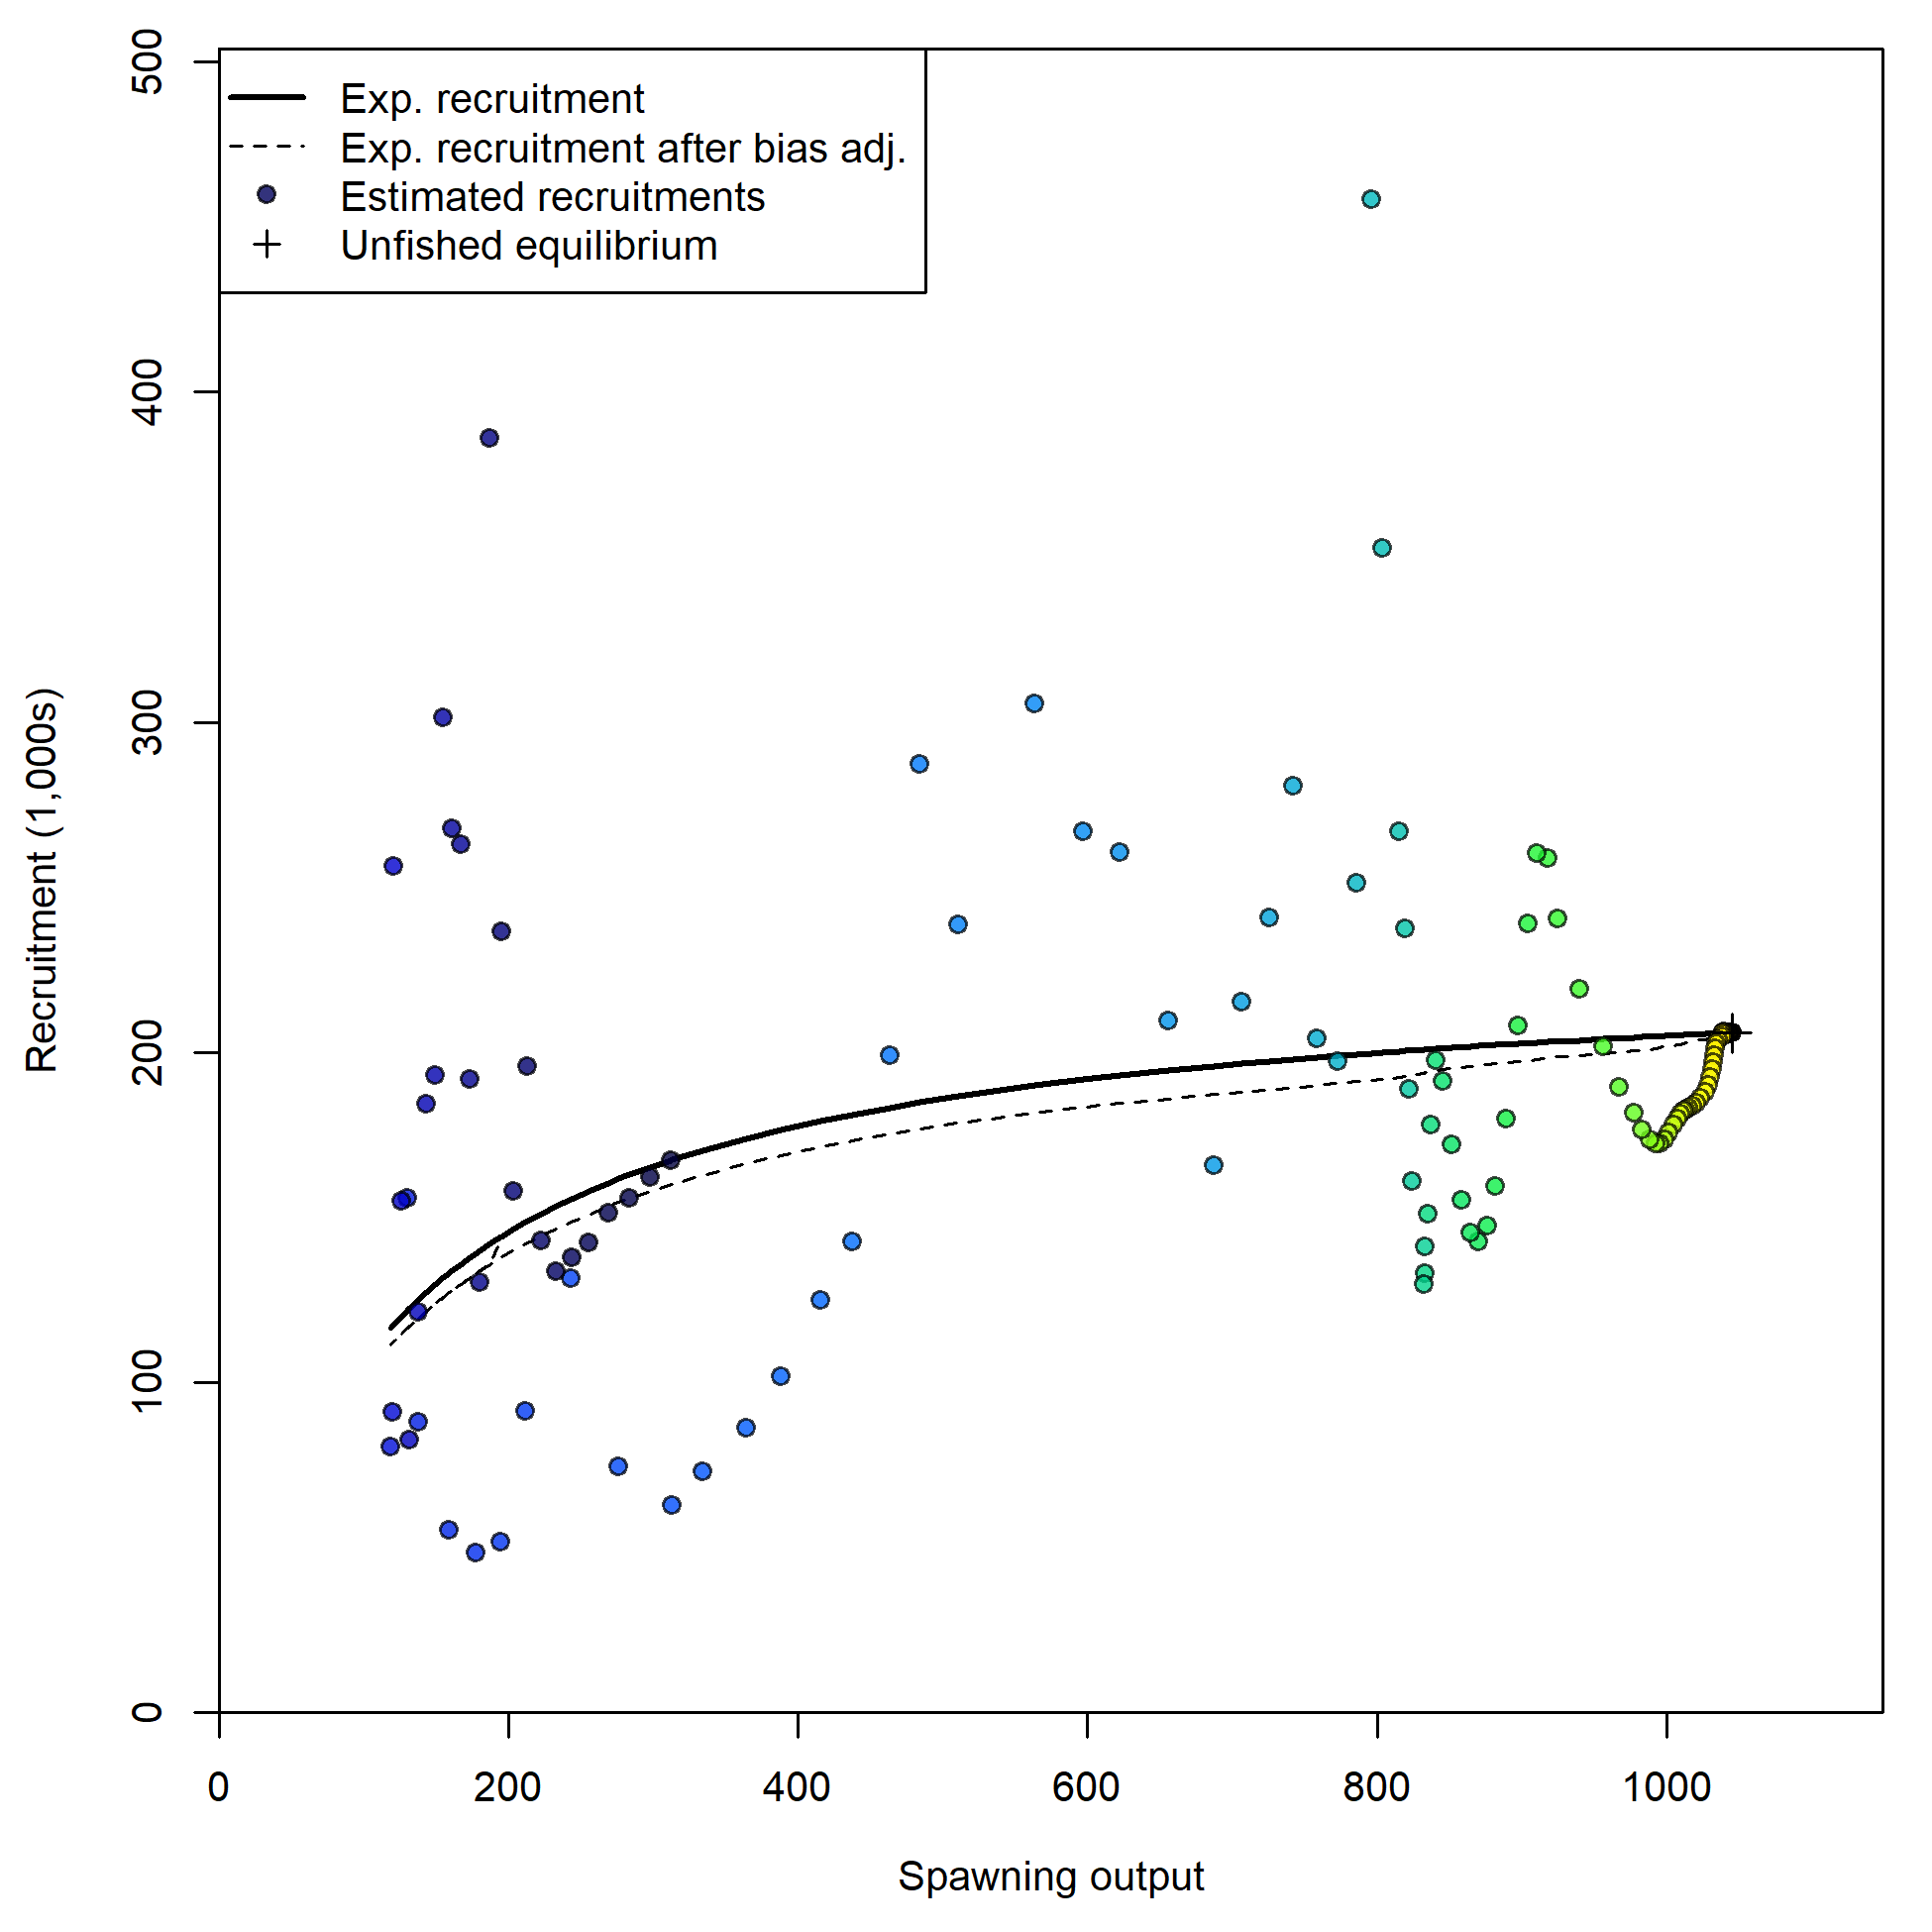 Exp. recruitment
Exp. recruitment after bias adj.
Estimated recruitments
Unfished equilibrium
500
400
300
200
100
0
Recruitment (1,000s)
0 200 400 600 800 1000
Spawning output